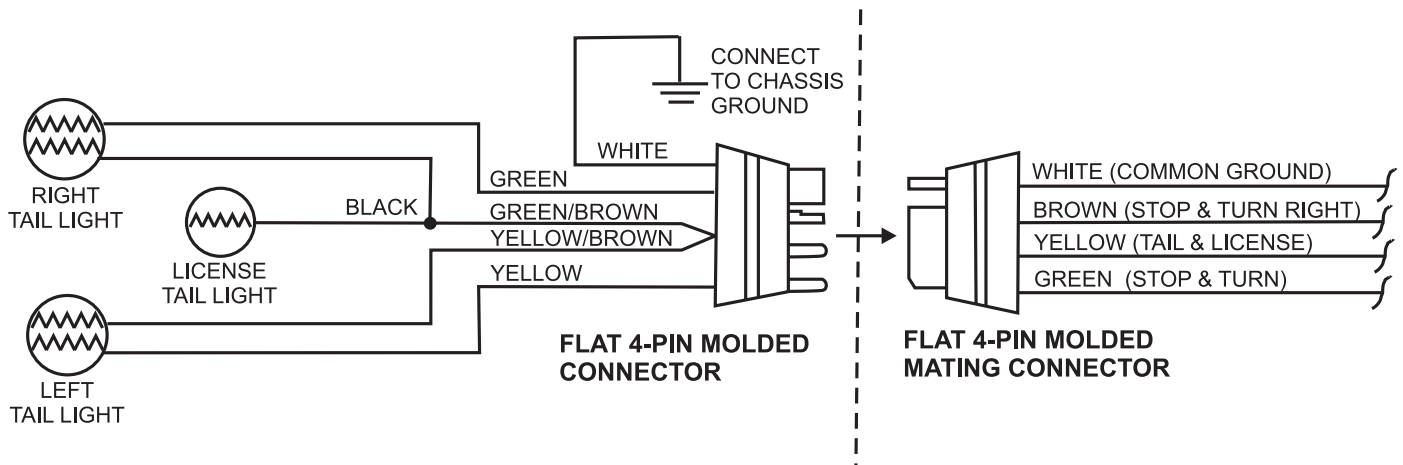 CONNECT
TO CHASSIS
GROUND
WHITE
GREEN
BLACK
GREEN/BROWN
YELLOW/BROWN
YELLOW
RIGHT
TAIL LIGHT
LICENSE
TAIL LIGHT
LEFT
TAIL LIGHT
FLAT 4-PIN MOLDED
CONNECTOR
WHITE (COMMON GROUND)
BROWN (STOP & TURN RIGHT)
YELLOW (TAIL & LICENSE)
GREEN (STOP & TURN)
FLAT 4-PIN MOLDED
MATING CONNECTOR